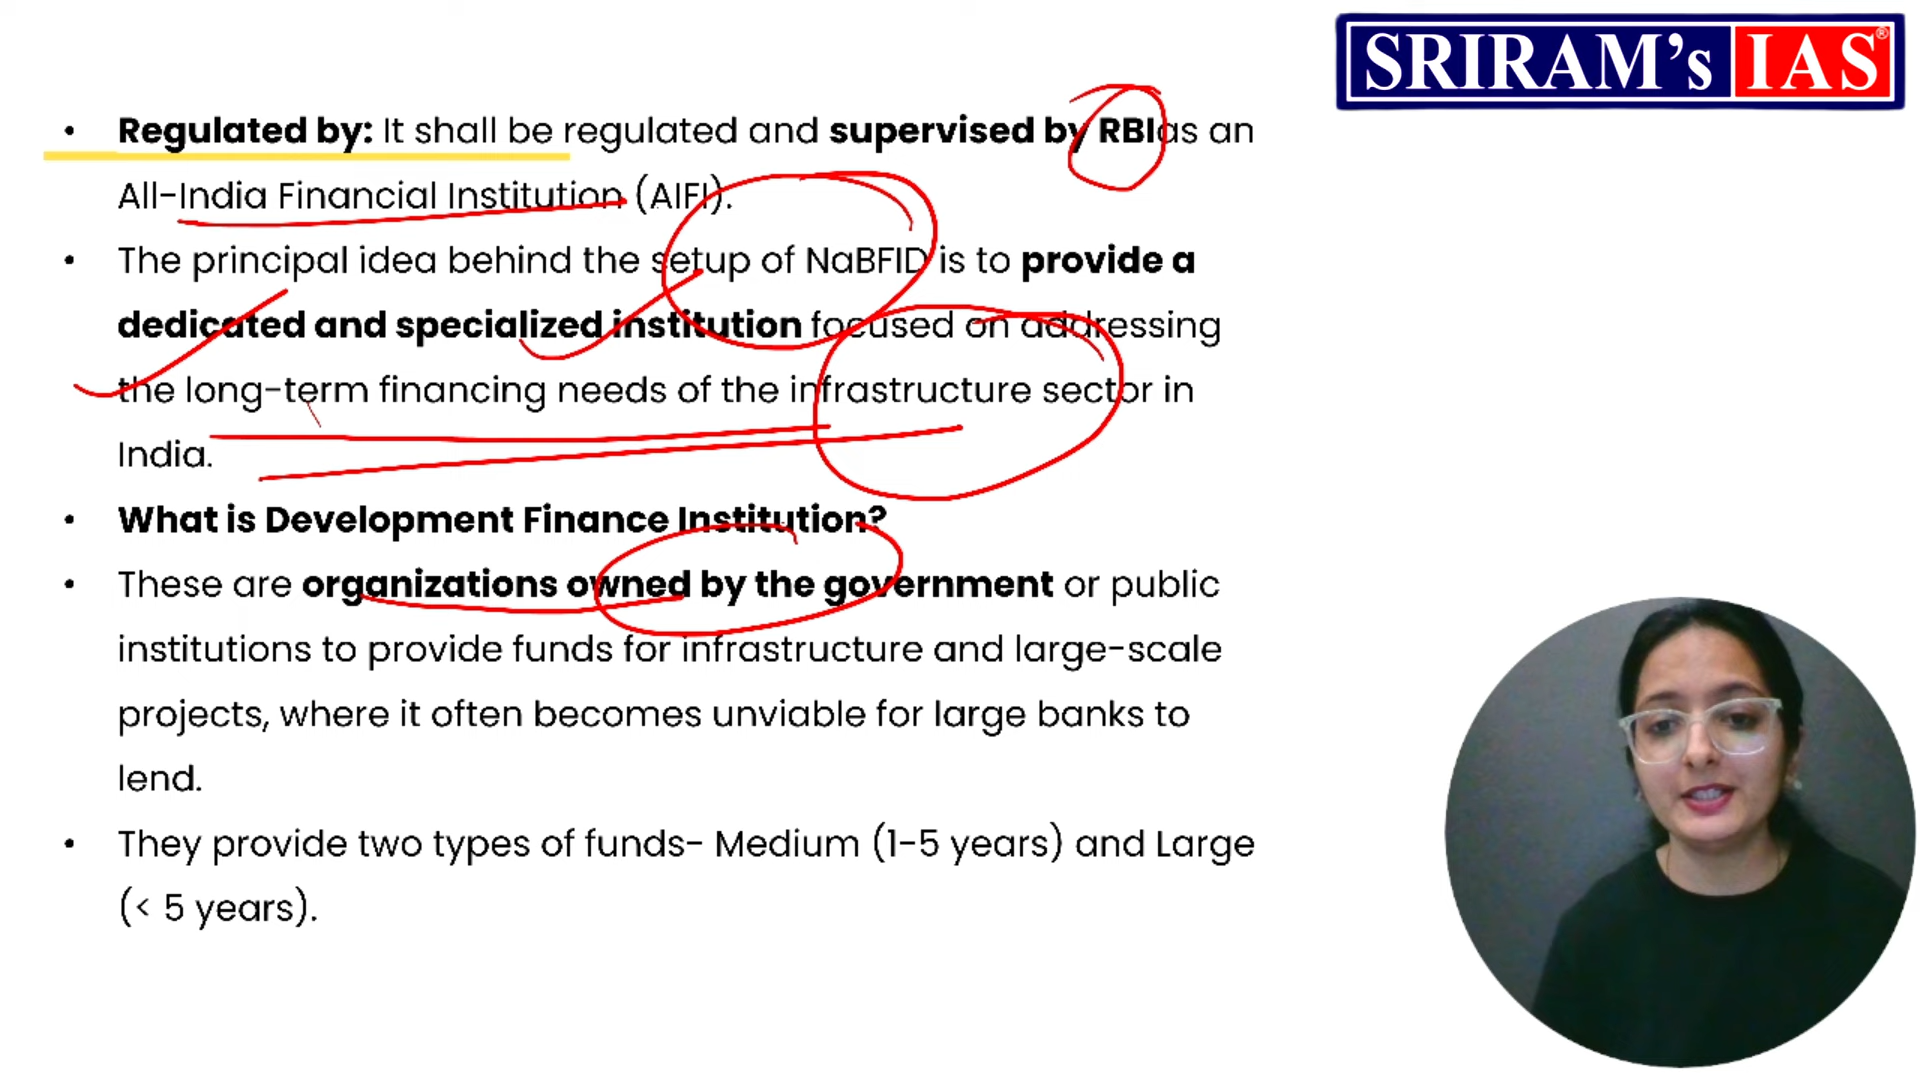 SRIRAM's IAS®
• Regulated by: It shall be regulated and supervised by RBI as an
All-India Financial Institution (AIFI).
• The principal idea behind the setup of NaBFID is to provide a
dedicated and specialized institution focused on addressing
the long-term financing needs of the infrastructure sector in
India.
• What is Development Finance Institution?
• These are organizations owned by the government or public
institutions to provide funds for infrastructure and large-scale
projects, where it often becomes unviable for large banks to
lend.
• They provide two types of funds- Medium (1-5 years) and Large
(< 5 years).